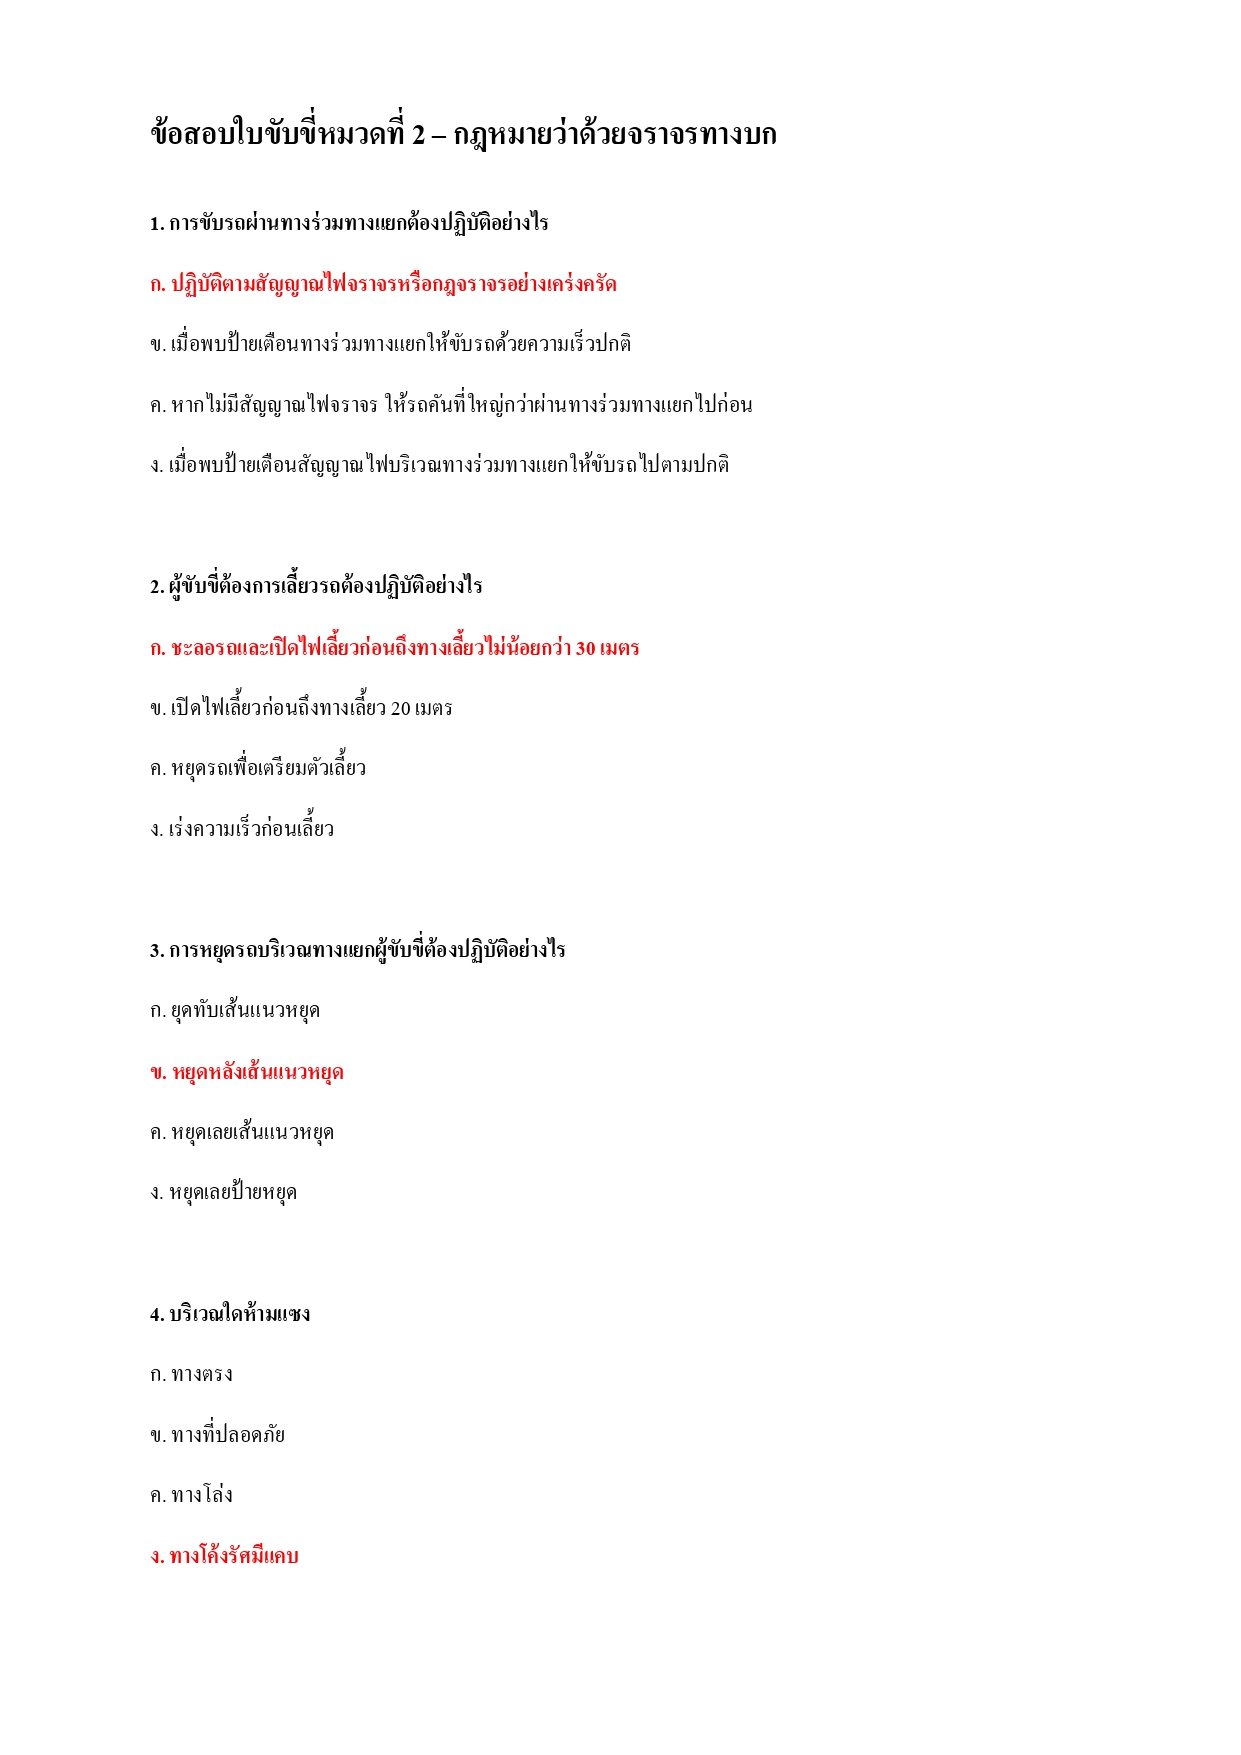 ข้อสอบใบขับขี่หมวดที่ 2 – กฎหมายว่าด้วยจราจรทางบก
1. การขับรถผ่านทางร่วมทางแยกต้องปฏิบัติอย่างไร
ก. ปฏิบัติตามสัญญาณไฟจราจรหรือกฎจราจรอย่างเคร่งครัด
ข. เมื่อพบป้ายเตือนทางร่วมทางแยกให้ขับรถด้วยความเร็วปกติ
ค. หากไม่มีสัญญาณไฟจราจร ให้รถคันที่ใหญ่กว่าผ่านทางร่วมทางแยกไปก่อน
ง. เมื่อพบป้ายเตือนสัญญาณไฟบริเวณทางร่วมทางแยกให้ขับรถไปตามปกติ
2. ผู้ขับขี่ต้องการเลี้ยวรถต้องปฏิบัติอย่างไร
ก. ชะลอรถและเปิดไฟเลี้ยวก่อนถึงทางเลี้ยวไม่น้อยกว่า 30 เมตร
ข. เปิดไฟเลี้ยวก่อนถึงทางเลี้ยว 20 เมตร
ค. หยุดรถเพื่อเตรียมตัวเลี้ยว
ง. เร่งความเร็วก่อนเลี้ยว
3. การหยุดรถบริเวณทางแยกผู้ขับขี่ต้องปฏิบัติอย่างไร
ก. ยุดทับเส้นแนวหยุด
ข. หยุดหลังเส้นแนวหยุด
ค. หยุดเลยเส้นแนวหยุด
ง. หยุดเลยป้ายหยุด
4. บริเวณใดห้ามแซง
ก. ทางตรง
ข. ทางที่ปลอดภัย
ค. ทางโล่ง
ง. ทางโค้งรัศมีแคบ